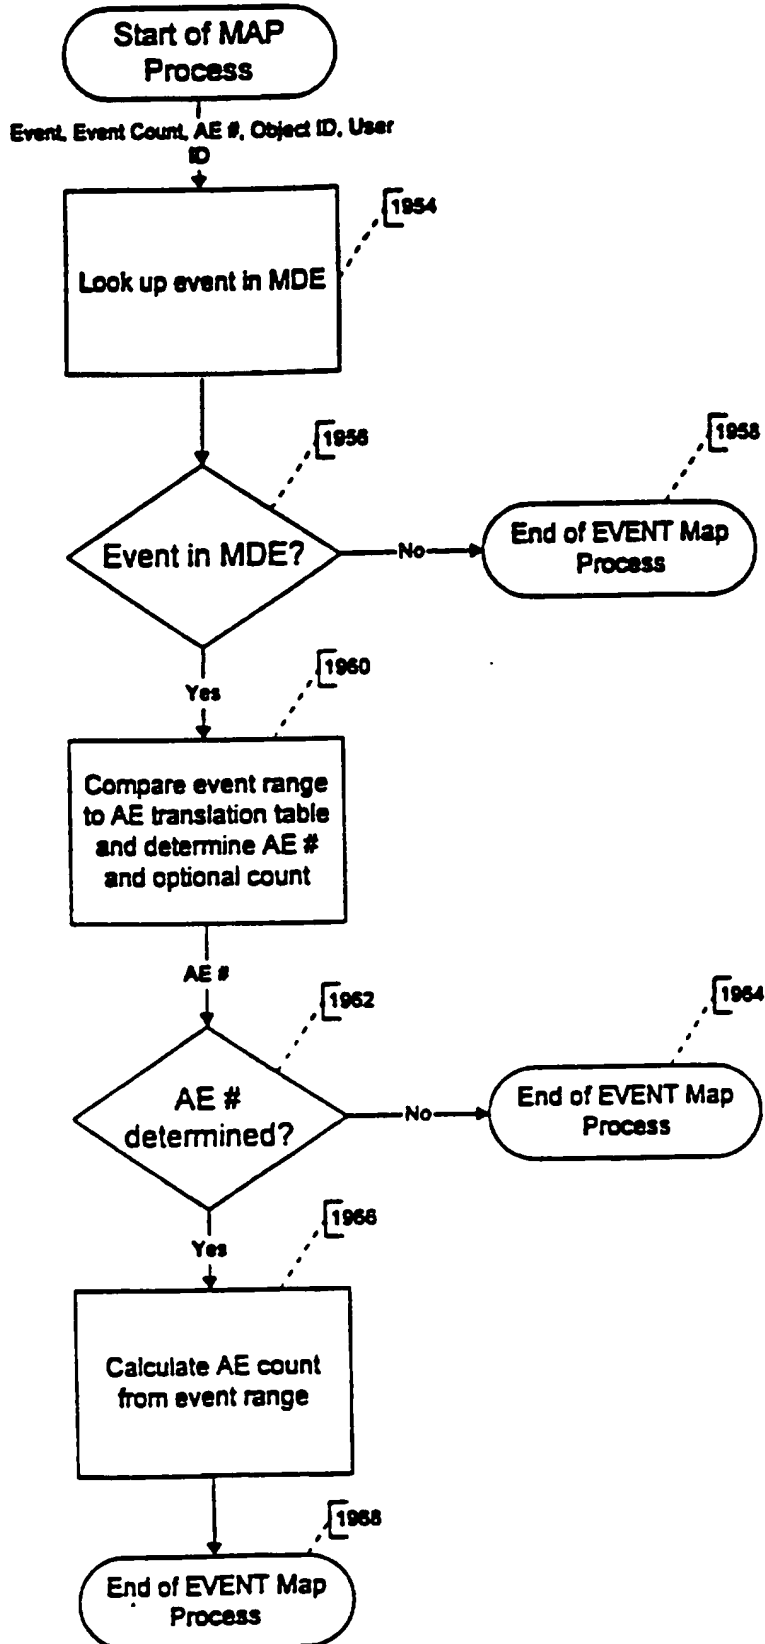 Start of MAP
Process
Event, Event Count, AE #, Object ID, User
ID
1954
Look up event in MDE
1956
1958
Event in MDE?
No
End of EVENT Map
Process
1960
Yes
Compare event range
to AE translation table
and determine AE #
and optional count
AE #
1962
1964
AE #
determined?
No
End of EVENT Map
Process
1966
Yes
Calculate AE count
from event range
1968
End of EVENT Map
Process